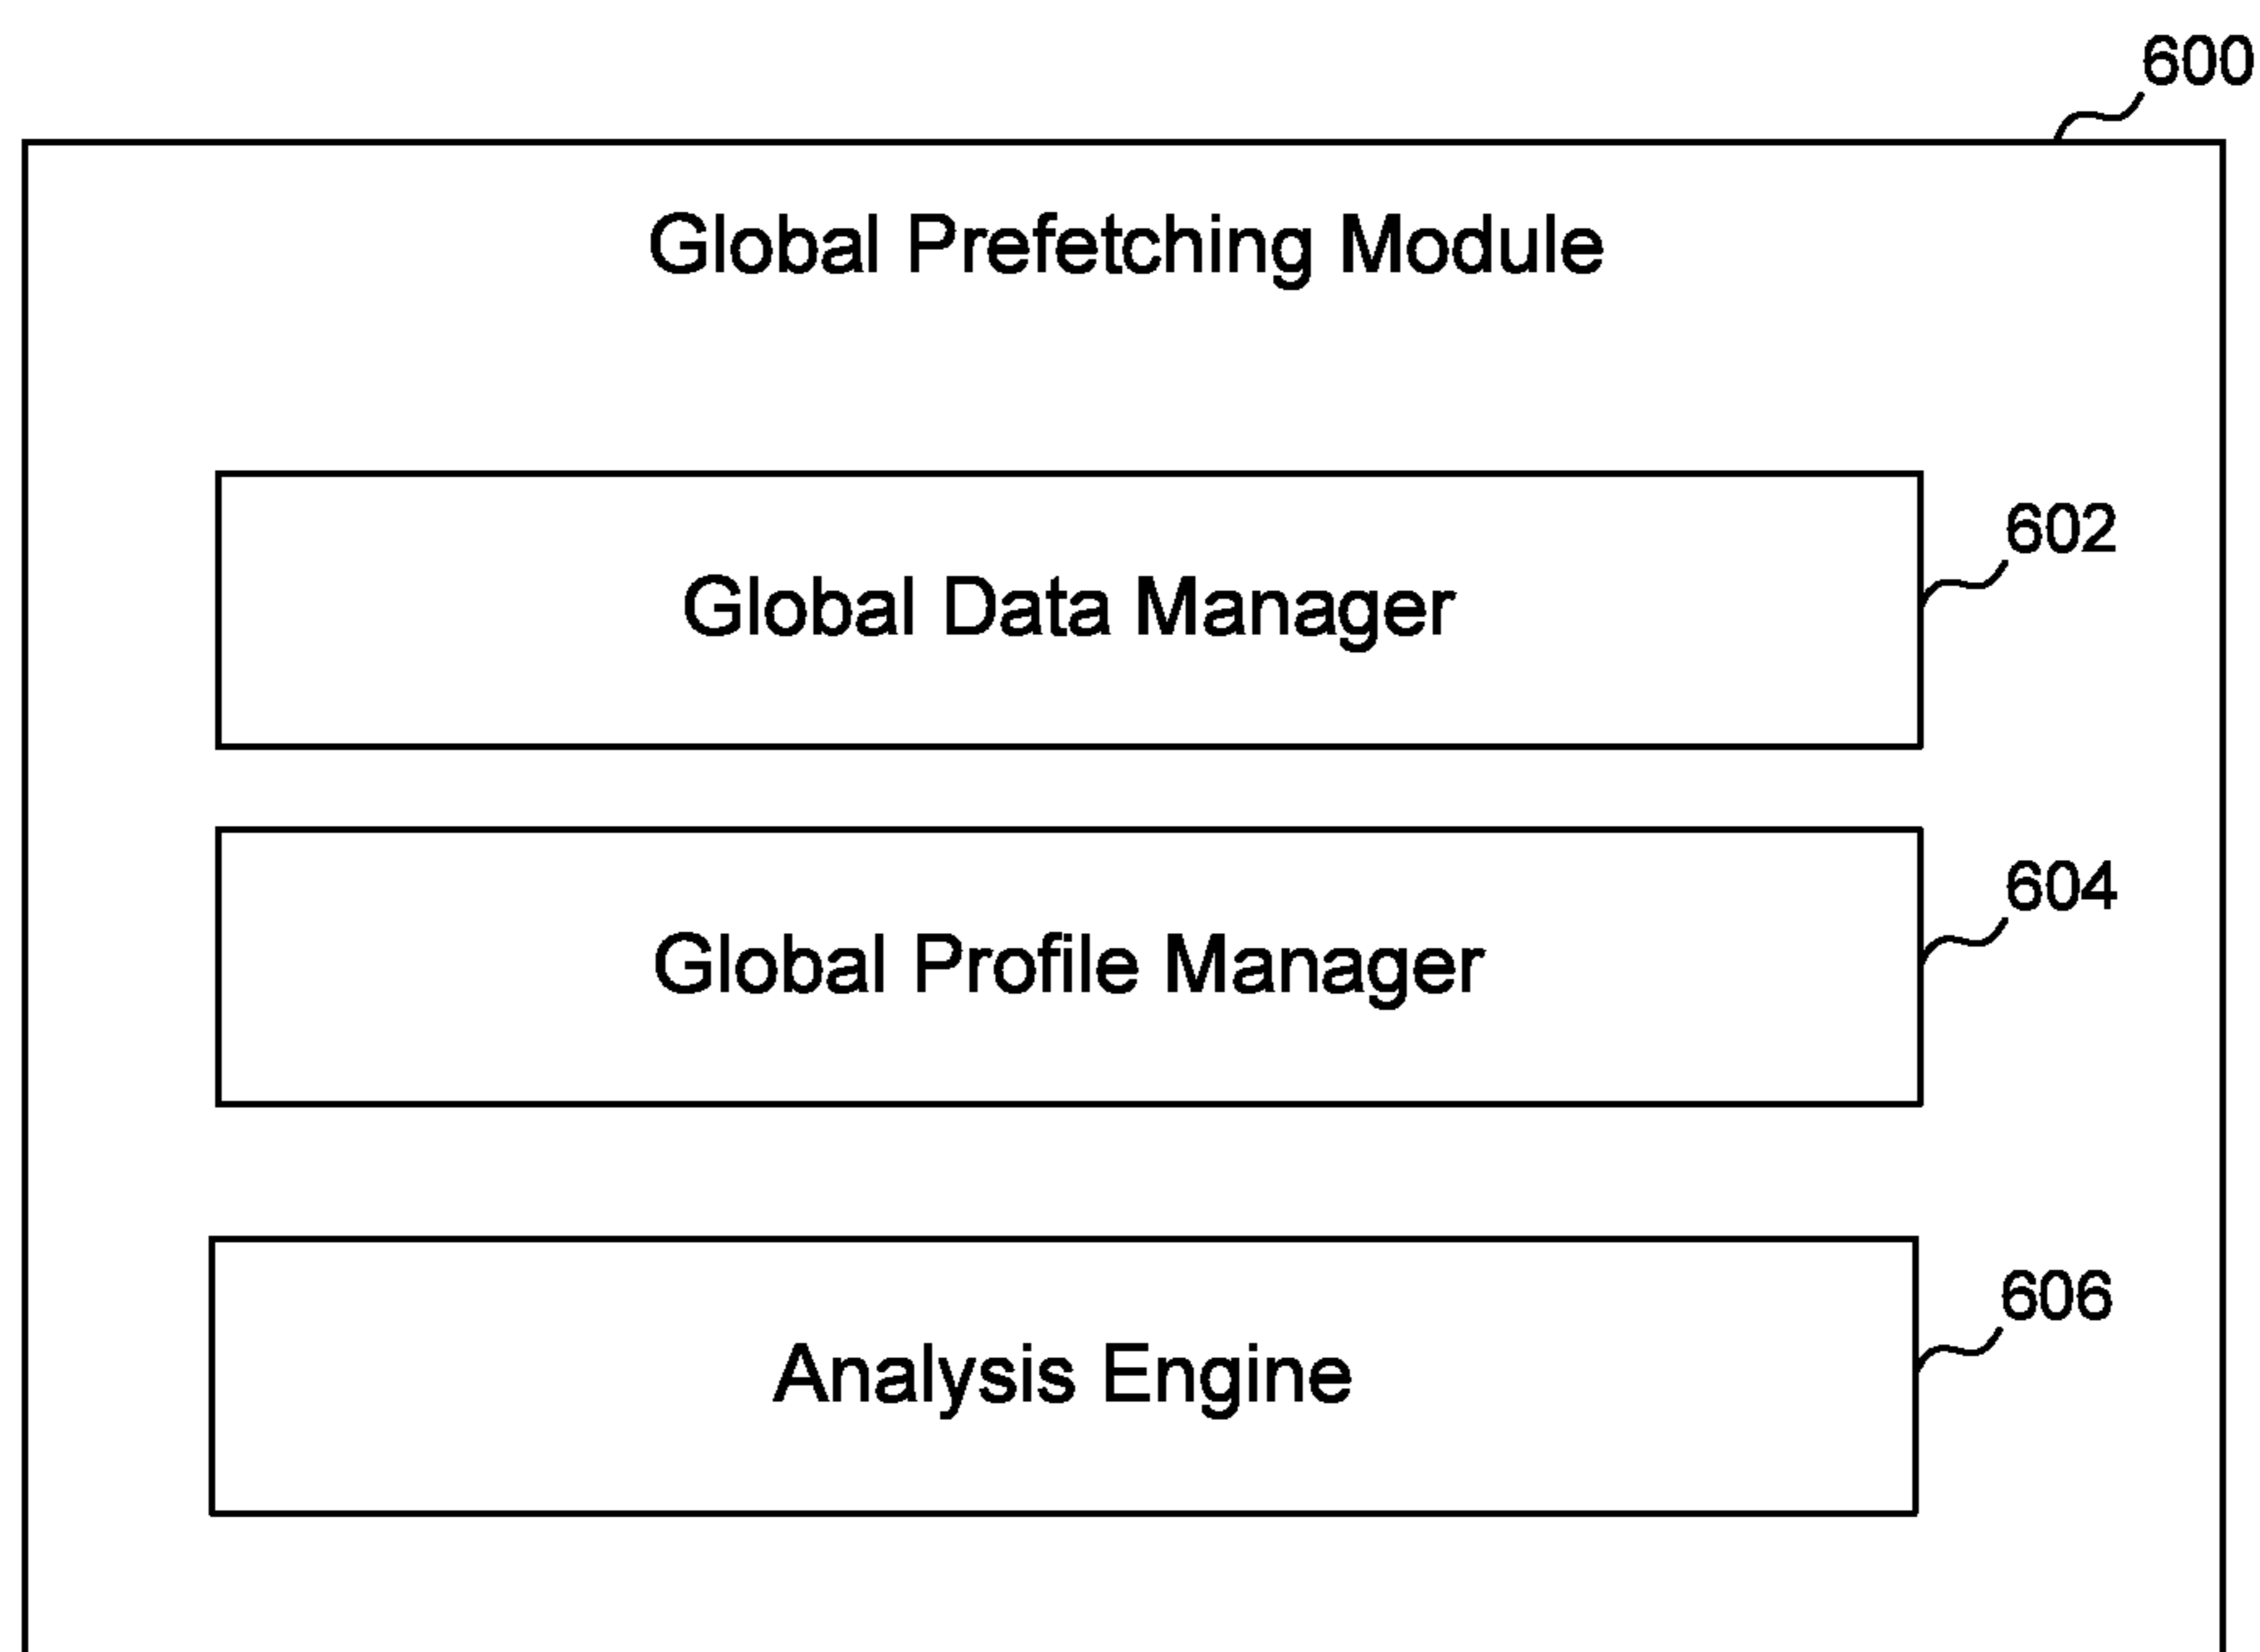 600
Global Prefetching Module
602
Global Data Manager
604
Global Profile Manager
606
Analysis Engine